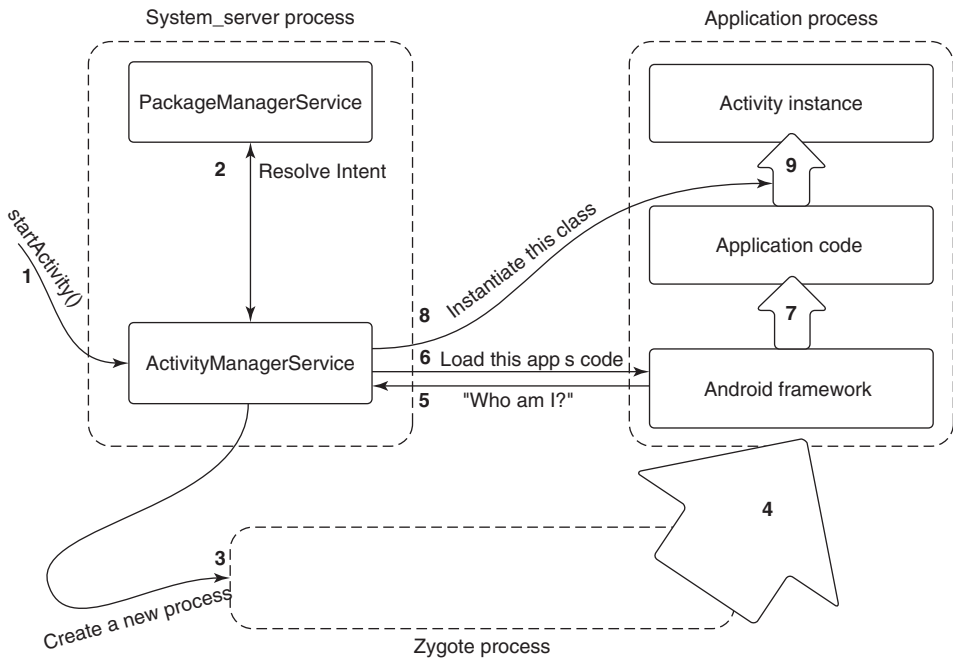 System_server process
Application process
PackageManagerService
Activity instance
2
Resolve Intent
9
startActivity()
1
Instantiate this class
Application code
8
7
ActivityManagerService
6
Load this app s code
Android framework
5
"Who am I?"
4
3
Create a new process
Zygote process